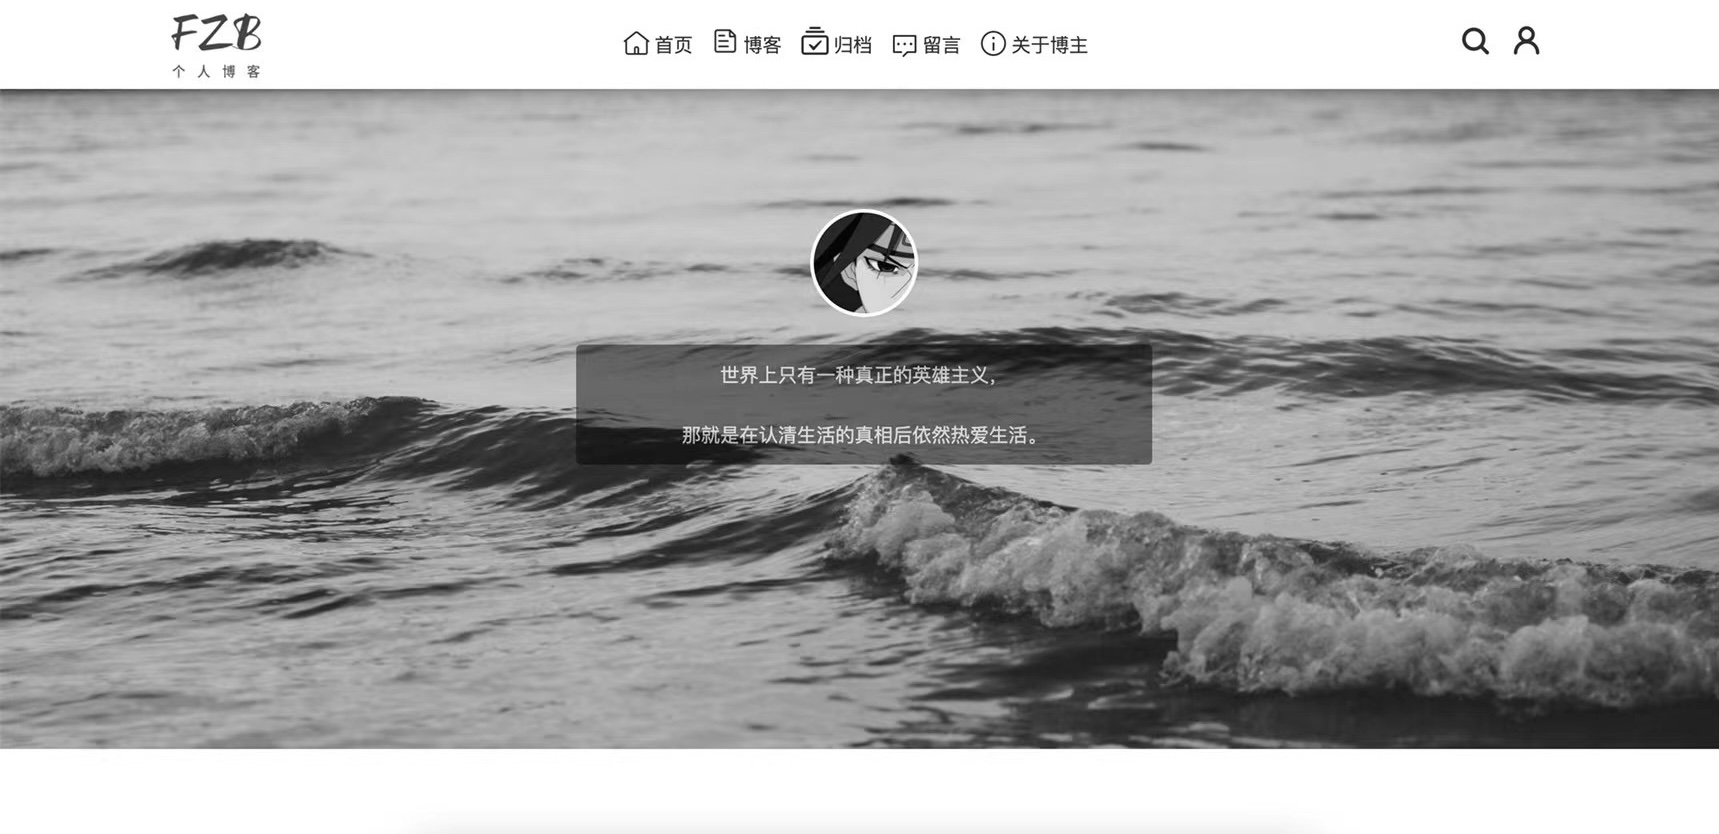 FZB
个人博客
首页 博客 归档 留言 关于博主
世界上只有一种真正的英雄主义,
那就是在认清生活的真相后依然热爱生活。